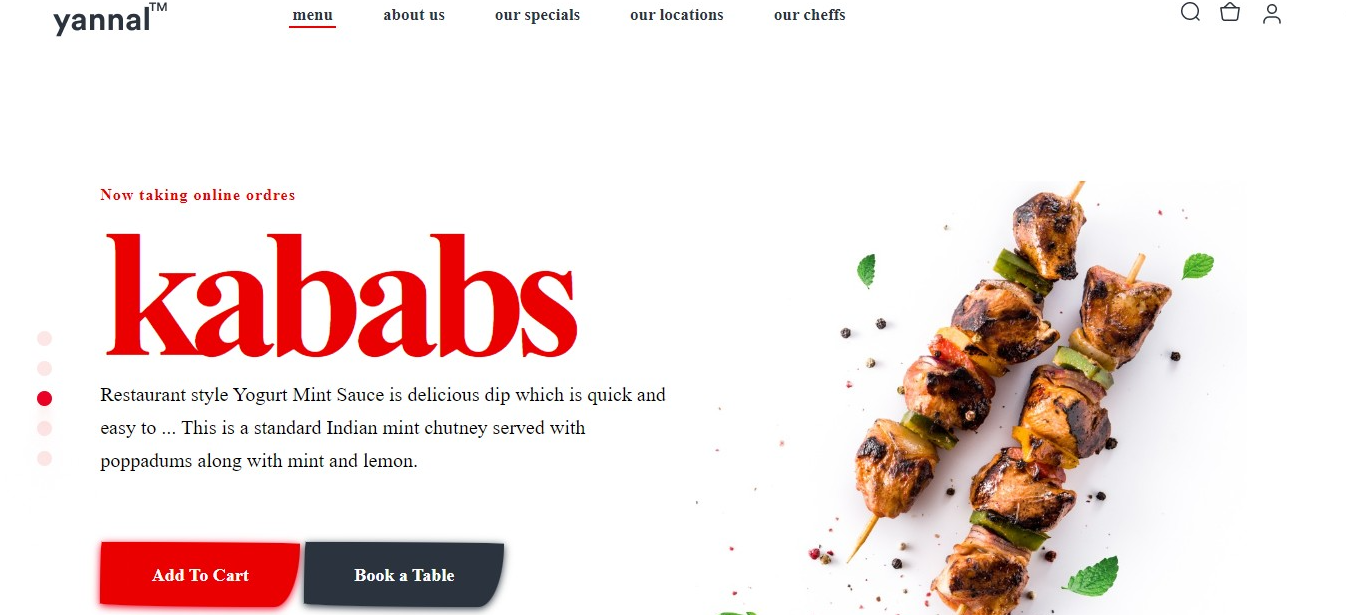 yannal™
menu about us our specials our locations our cheffs
Now taking online ordres
kababs
Restaurant style Yogurt Mint Sauce is delicious dip which is quick and
easy to ... This is a standard Indian mint chutney served with
poppadums along with mint and lemon.
Add To Cart Book a Table